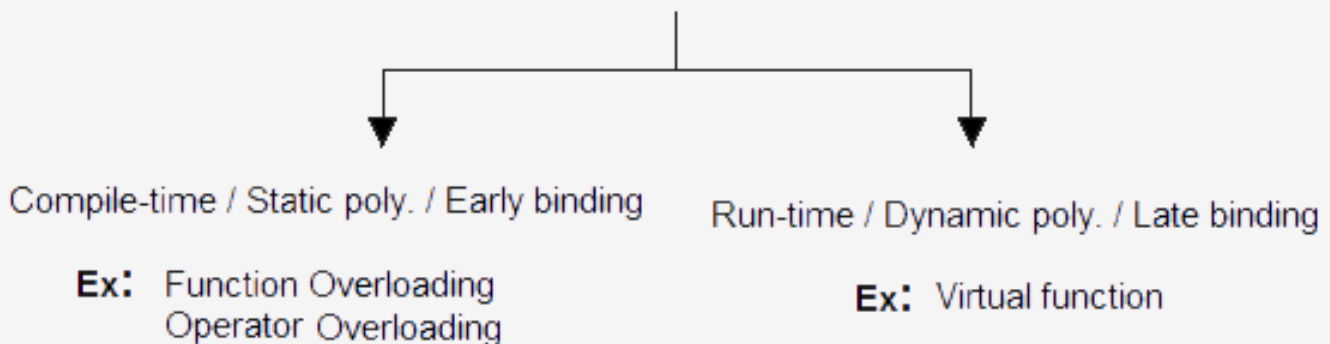 Compile-time / Static poly. / Early binding
Run-time / Dynamic poly. / Late binding
Ex: Function Overloading
Operator Overloading
Ex: Virtual function